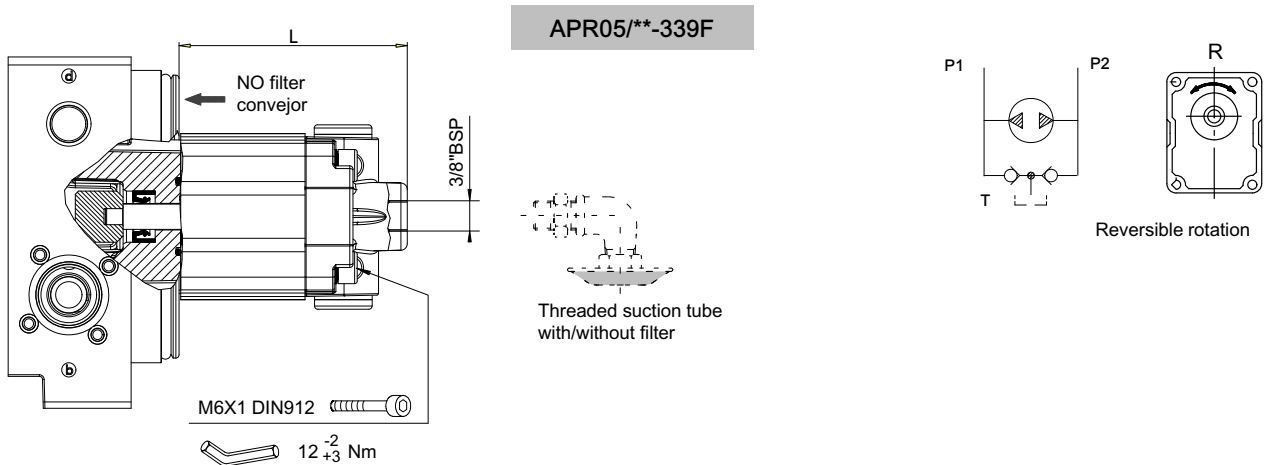 APR05/**-339F
L
NO filter
convejor
3/8"BSP
d
b
M6X1 DIN912
12 -2 +3 Nm
Threaded suction tube
with/without filter
P1
P2
T
R
Reversible rotation